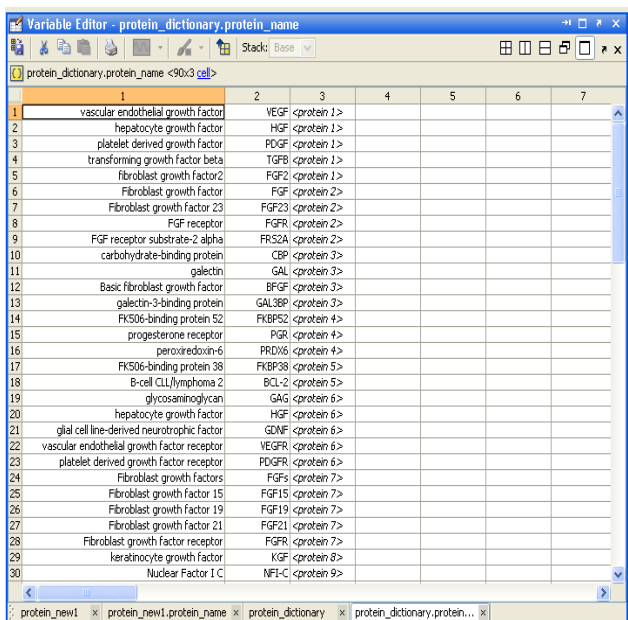 Variable Editor - protein_dictionary.protein_name
Stack: Base
protein_dictionary.protein_name <90x3 cell>
1 2 3 4 5 6 7
1 vascular endothelial growth factor VEGF <protein 1>
2 hepatocyte growth factor HGF <protein 1>
3 platelet derived growth factor PDGF <protein 1>
4 transforming growth factor beta TGFB <protein 1>
5 fibroblast growth factor2 FGF2 <protein 1>
6 Fibroblast growth factor FGF <protein 2>
7 Fibroblast growth factor 23 FGF23 <protein 2>
8 FGF receptor FGFR <protein 2>
9 FGF receptor substrate-2 alpha FRS2A <protein 2>
10 carbohydrate-binding protein CBP <protein 3>
11 galectin GAL <protein 3>
12 Basic fibroblast growth factor BFGF <protein 3>
13 galectin-3-binding protein GAL3BP <protein 3>
14 FK506-binding protein 52 FKBP52 <protein 4>
15 progesterone receptor PGR <protein 4>
16 peroxiredoxin-6 PRDX6 <protein 4>
17 FK506-binding protein 38 FKBP38 <protein 5>
18 B-cell CLL/lymphoma 2 BCL-2 <protein 5>
19 glycosaminoglycan GAG <protein 6>
20 hepatocyte growth factor HGF <protein 6>
21 glial cell line-derived neurotrophic factor GDNF <protein 6>
22 vascular endothelial growth factor receptor VEGFR <protein 6>
23 platelet derived growth factor receptor PDGFR <protein 6>
24 Fibroblast growth factors FGFs <protein 7>
25 Fibroblast growth factor 15 FGF15 <protein 7>
26 Fibroblast growth factor 19 FGF19 <protein 7>
27 Fibroblast growth factor 21 FGF21 <protein 7>
28 Fibroblast growth factor receptor FGFR <protein 7>
29 keratinocyte growth factor KGF <protein 8>
30 Nuclear Factor I C NFI-C <protein 9>
protein_new1 x protein_new1.protein_name x protein_dictionary x protein_dictionary.protein... x